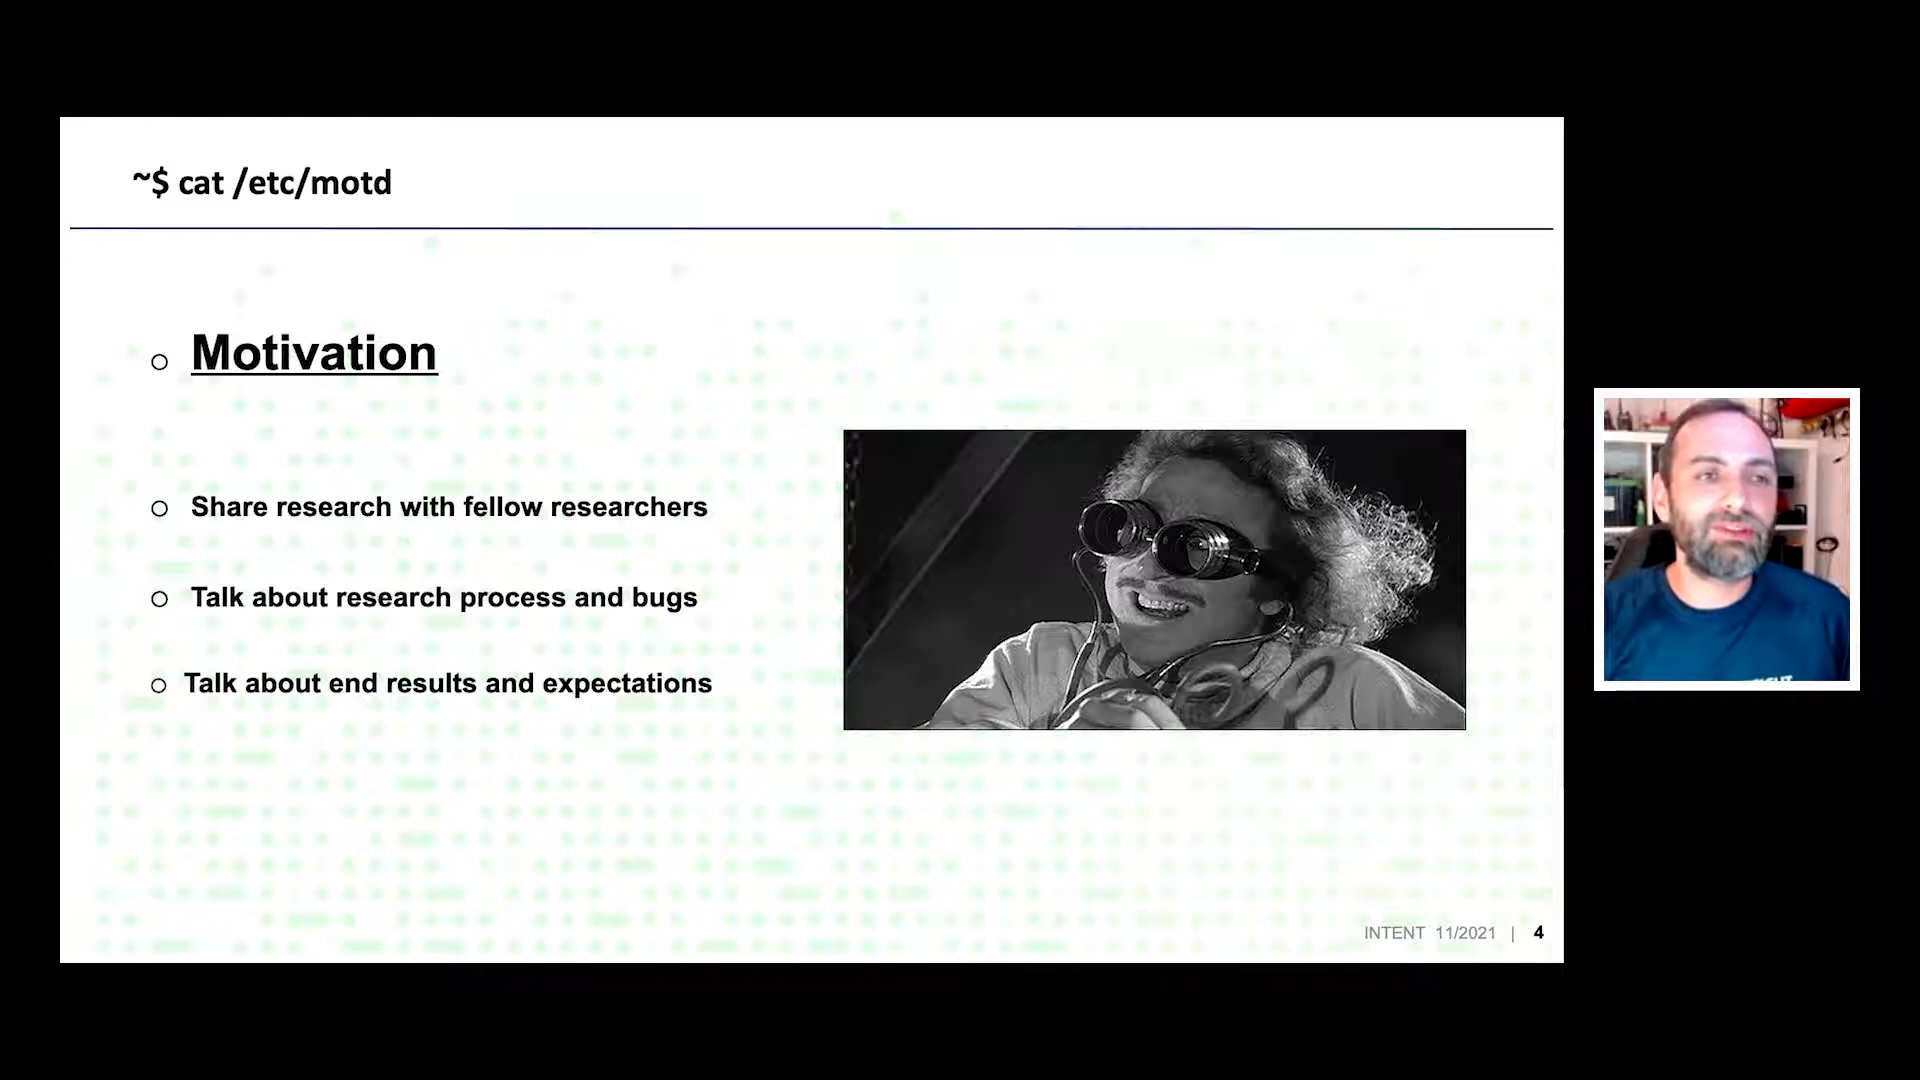 ~$ cat /etc/motd
Motivation
Share research with fellow researchers
Talk about research process and bugs
Talk about end results and expectations
INTENT 11/2021 | 4